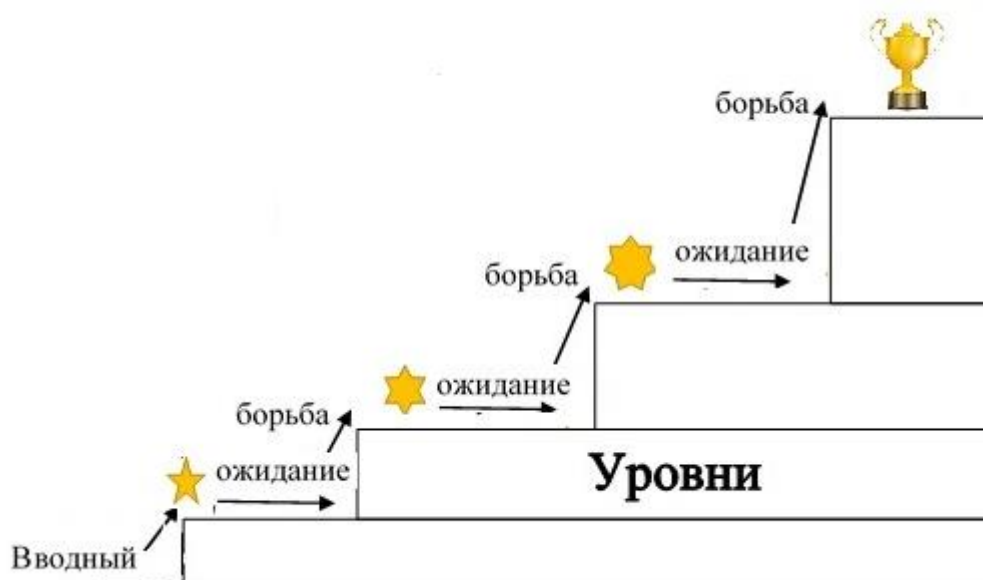 борьба
ожидание
борьба
ожидание
борьба
ожидание
Уровни
Вводный